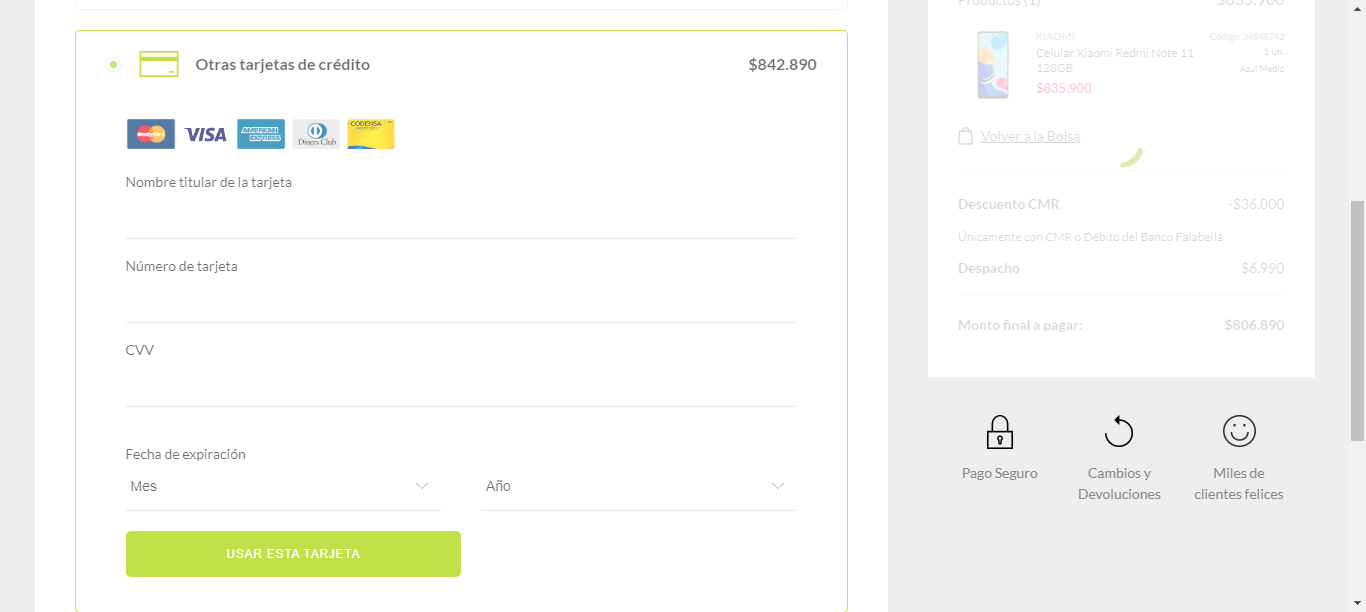 Otras tarjetas de crédito
$842.890
MasterCard
VISA
AMERICAN
EXPRESS
Diners Club
CODENSA
Nombre titular de la tarjeta
Número de tarjeta
CVV
Fecha de expiración
Mes
Año
USAR ESTA TARJETA
Productos (1)
$835.900
XIAOMI
Código: 34648742
Celular Xiaomi Redmi Note 11
1 un.
128GB
Azul Medio
$835.900
Volver a la Bolsa
Descuento CMR
-$36.000
Únicamente con CMR o Débito del Banco Falabella
Despacho
$6.990
Monto final a pagar:
$806.890
Pago Seguro
Cambios y
Devoluciones
Miles de
clientes felices